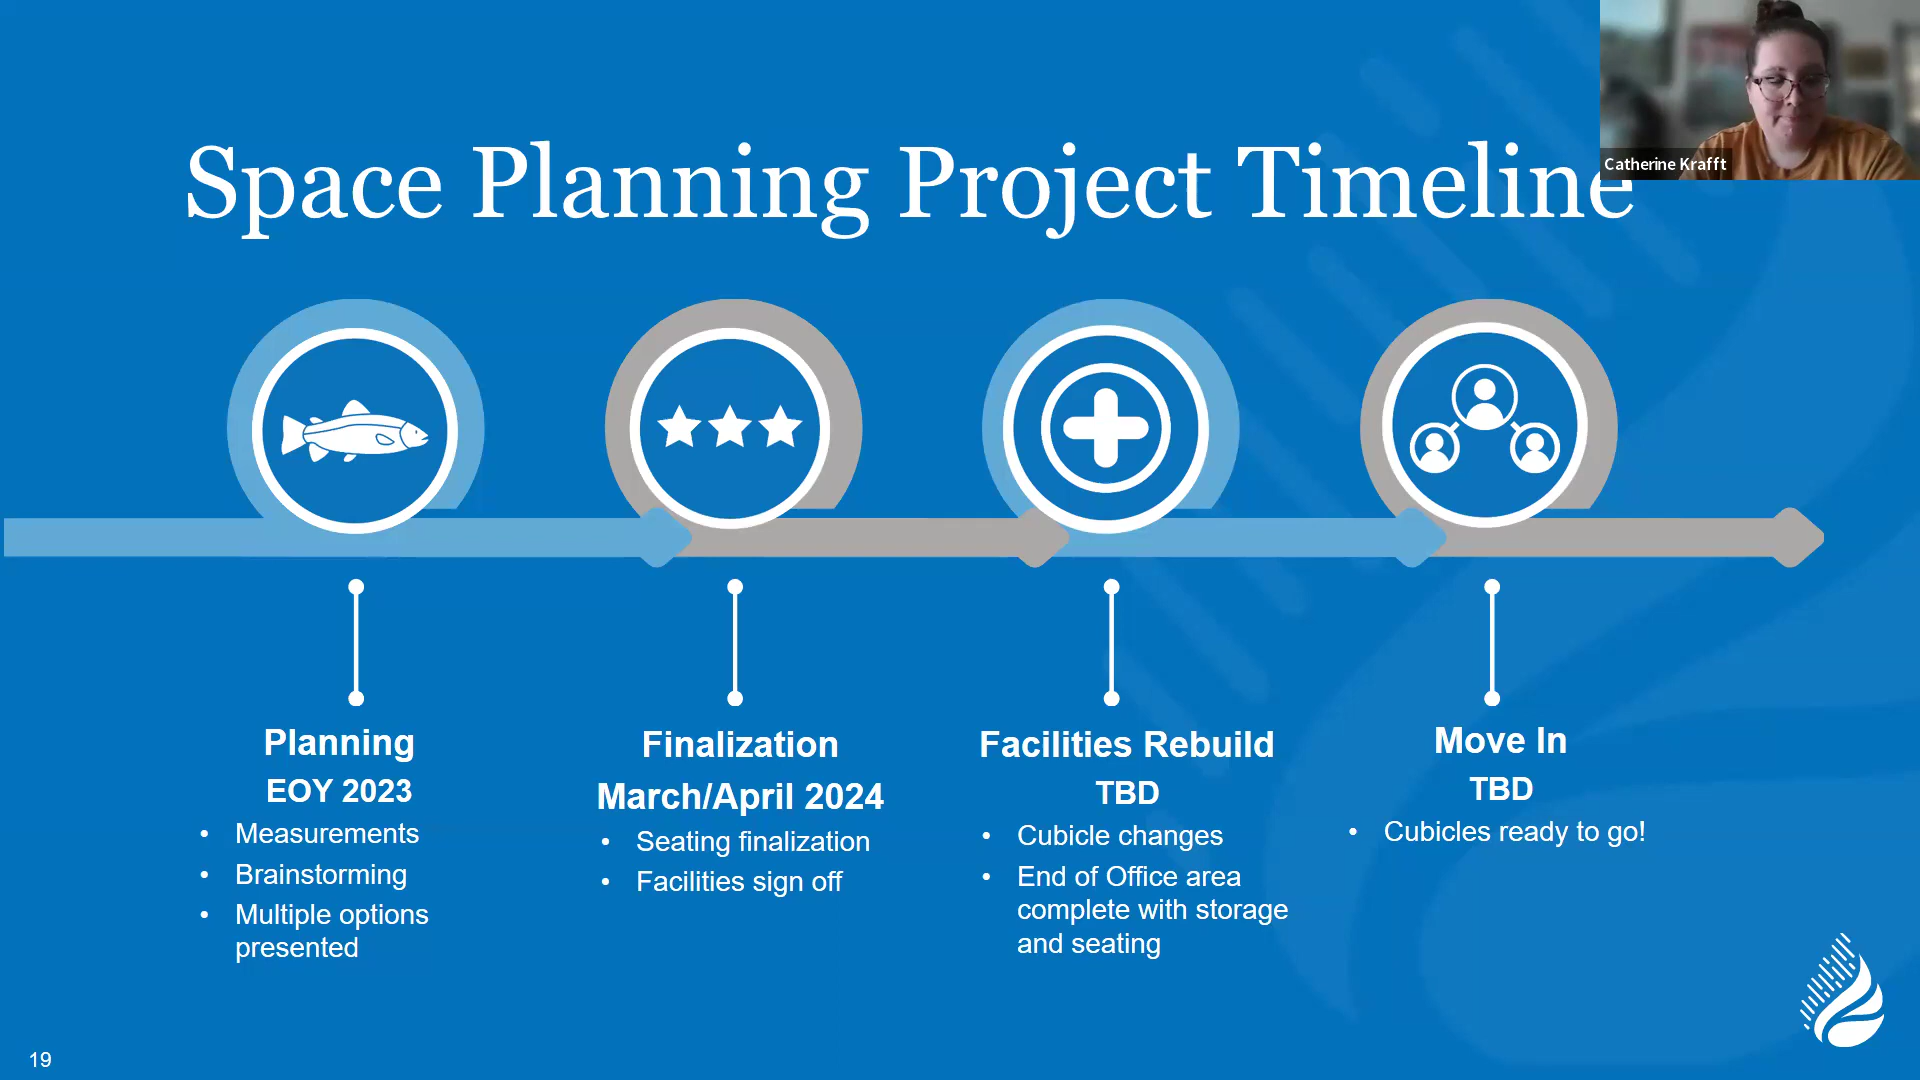 Catherine Krafft
Space Planning Project Timeline
Planning
EOY 2023
• Measurements
• Brainstorming
• Multiple options
presented
Finalization
March/April 2024
• Seating finalization
• Facilities sign off
Facilities Rebuild
TBD
• Cubicle changes
• End of Office area
complete with storage
and seating
Move In
TBD
• Cubicles ready to go!
19